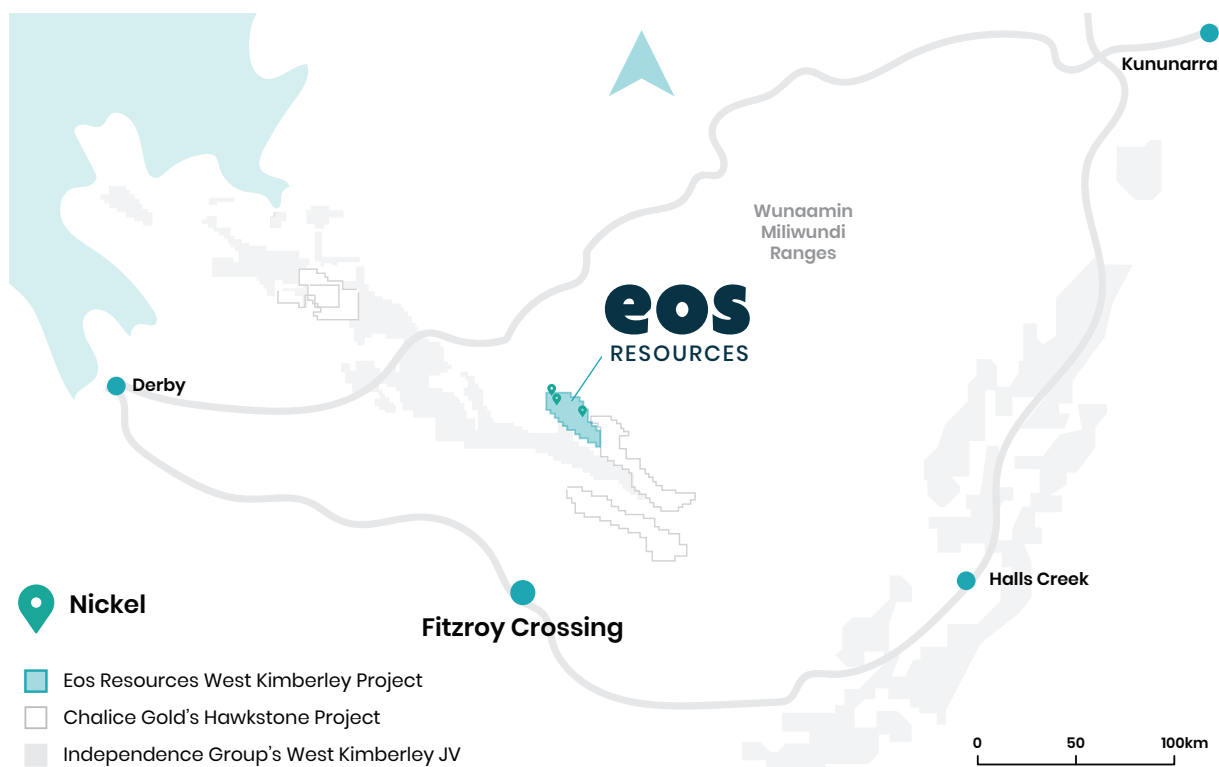 Kununarra
Wunaamin
Miliwundi
Ranges
eos
RESOURCES
Derby
Halls Creek
Nickel
Fitzroy Crossing
Eos Resources West Kimberley Project
Chalice Gold's Hawkstone Project
Independence Group's West Kimberley JV
0 50 100km